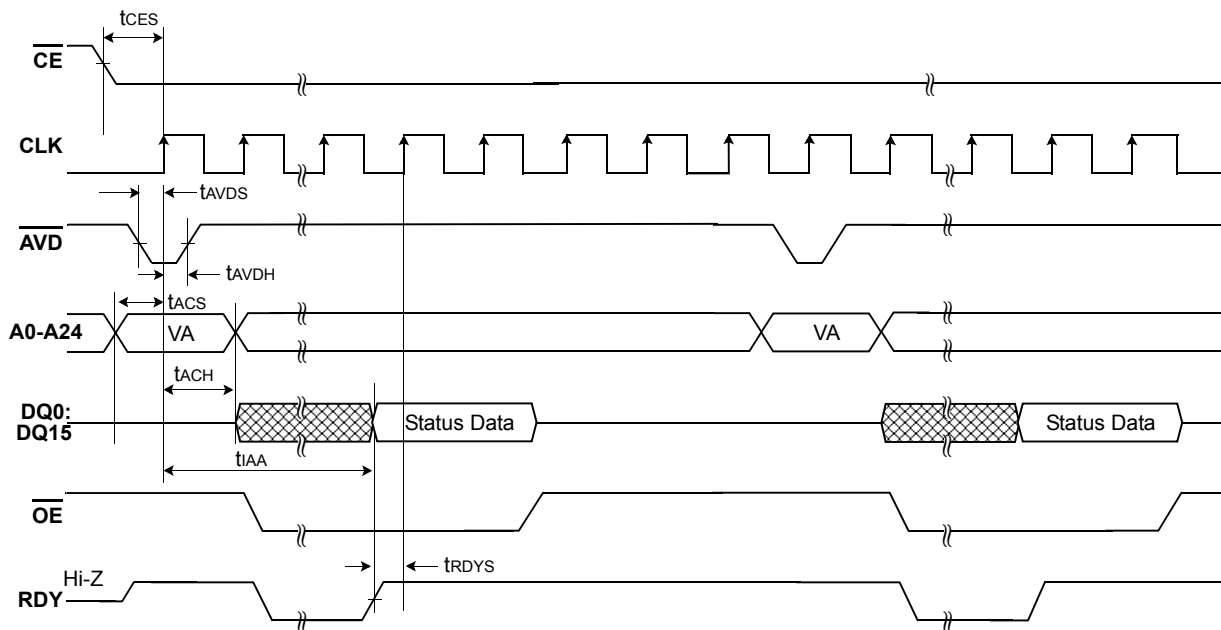 tCES
CE
CLK
tAVDS
AVD
tAVDH
tACS
A0-A24
VA
VA
tACH
DQ0:
DQ15
Status Data
Status Data
tIAA
OE
tRDYS
Hi-Z
RDY